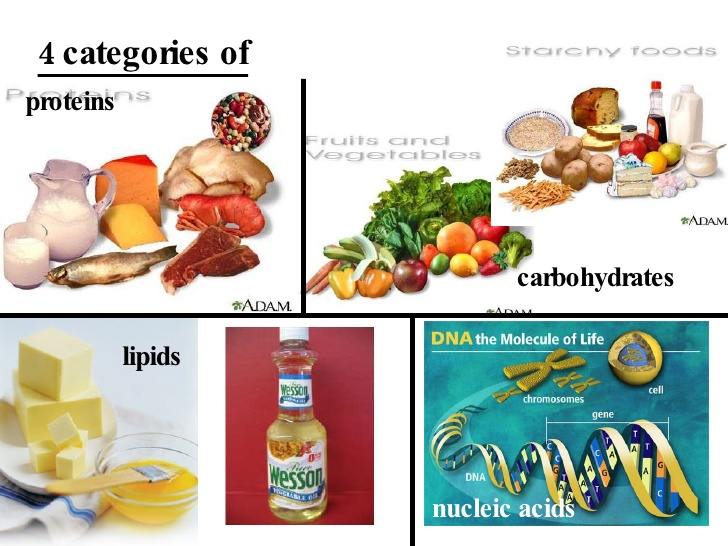 4 categories of
Proteins
proteins
A.D.A.M.
Fruits and
Vegetables
Starchy foods
A.D.A.M.
carbohydrates
A.D.A.M.
lipids
Wesson
Pure
Wesson
VEGETABLE OIL
DNA the Molecule of Life
cell
chromosomes
gene
DNA
nucleic acids